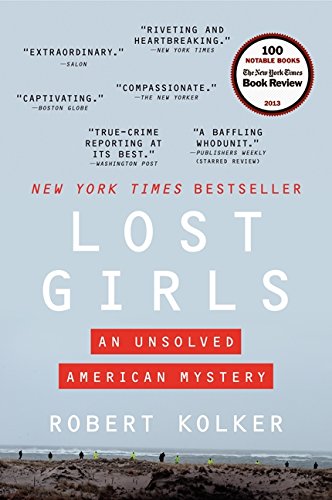 "RIVETING AND
HEARTBREAKING."
—NEW YORK TIMES
"EXTRAORDINARY."
—SALON
100
NOTABLE BOOKS
The New York Times
Book Review
2013
"COMPASSIONATE."
—THE NEW YORKER
"CAPTIVATING."
—BOSTON GLOBE
"TRUE-CRIME
REPORTING AT
ITS BEST."
—WASHINGTON POST
"A BAFFLING
WHODUNIT."
—PUBLISHERS WEEKLY
(STARRED REVIEW)
NEW YORK TIMES BESTSELLER
LOST
GIRLS
AN UNSOLVED
AMERICAN MYSTERY
ROBERT KOLKER